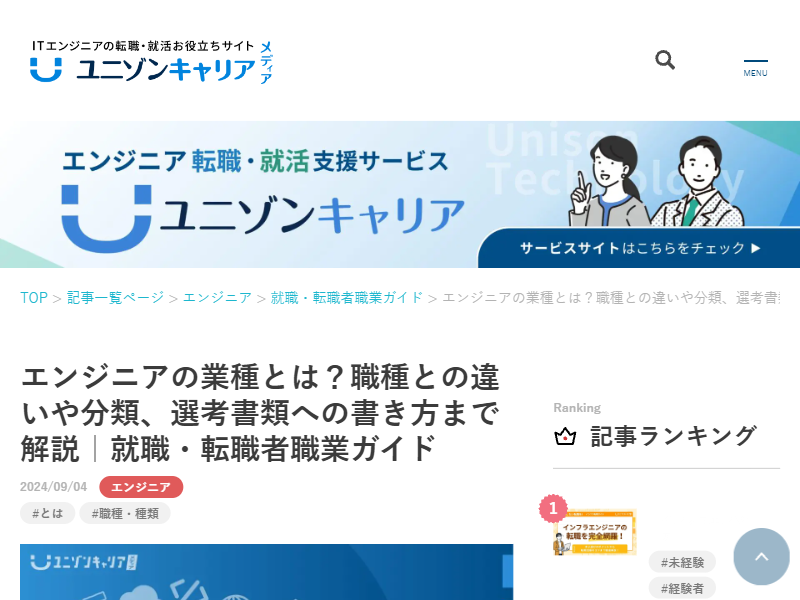 ITエンジニアの転職・就活お役立ちサイト
ユニゾンキャリア
メディア
MENU
Unison
Technology
エンジニア転職・就活支援サービス
ユニゾンキャリア
サービスサイトはこちらをチェック ▶
TOP > 記事一覧ページ > エンジニア > 就職・転職者職業ガイド > エンジニアの業種とは？職種との違いや分類、選考書
エンジニアの業種とは？職種との違
いや分類、選考書類への書き方まで
解説｜就職・転職者職業ガイド
2024/09/04 エンジニア
#とは #職種・種類
ユニゾンキャリア
Ranking
記事ランキング
1
インフラエンジニアの
転職を完全網羅！
#未経験
#経験者